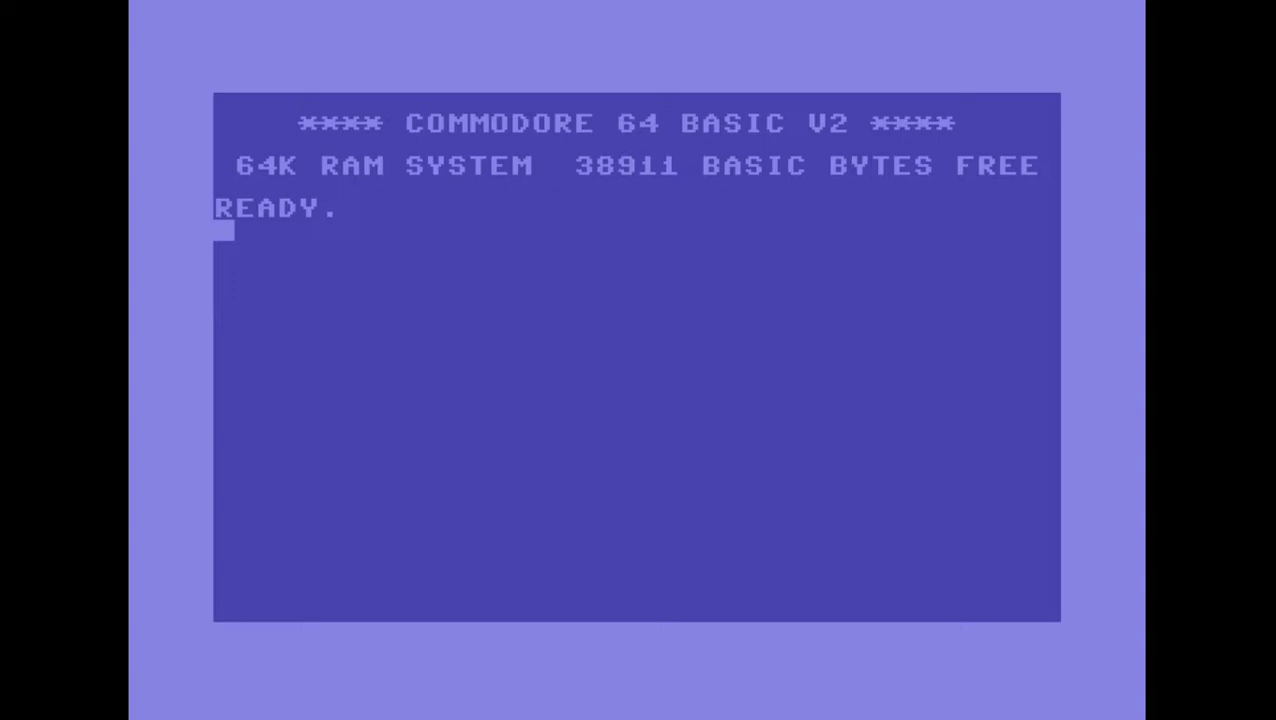 **** COMMODORE 64 BASIC V2 ****
64K RAM SYSTEM  38911 BASIC BYTES FREE
READY.